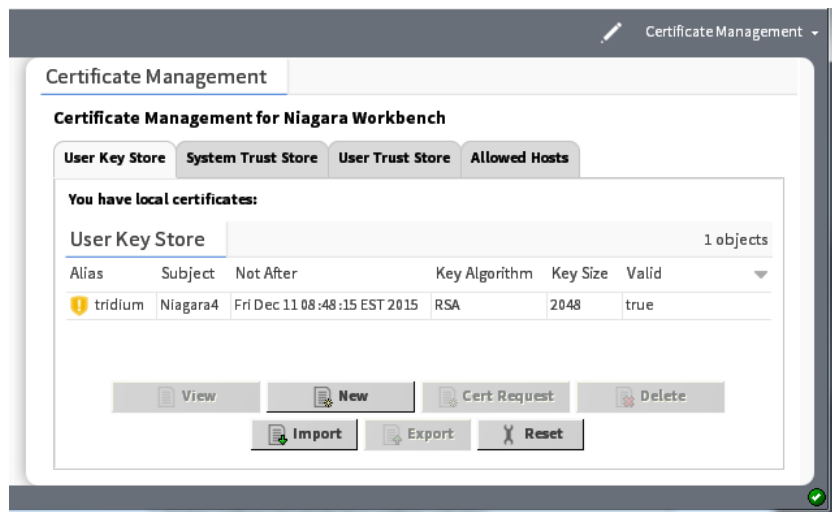 Certificate Management
Certificate Management
Certificate Management for Niagara Workbench
User Key Store System Trust Store User Trust Store Allowed Hosts
You have local certificates:
User Key Store 1 objects
Alias Subject Not After Key Algorithm Key Size Valid
tridium Niagara4 Fri Dec 11 08:48:15 EST 2015 RSA 2048 true
View New Cert Request Delete
Import Export Reset